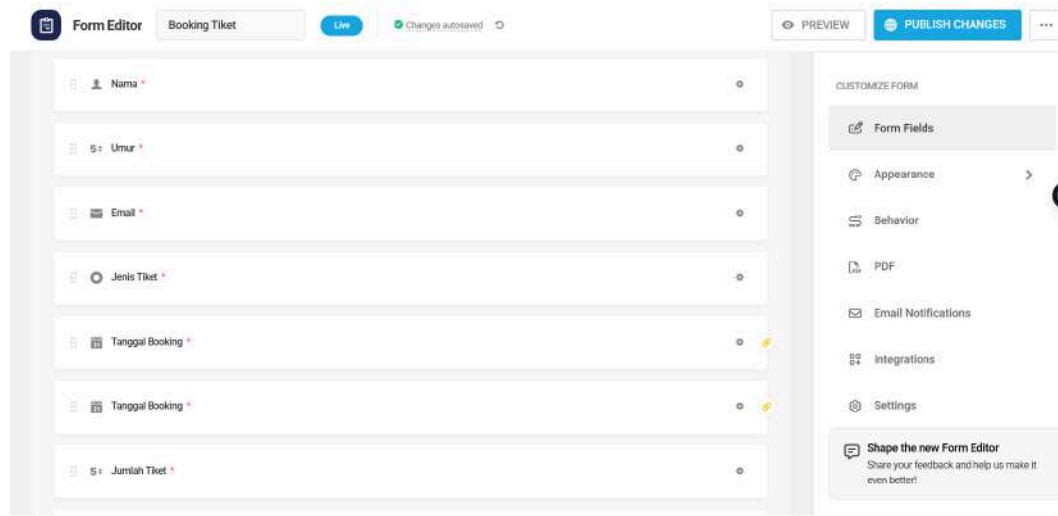 Form Editor
Booking Tiket
Live
Changes autosaved
PREVIEW
PUBLISH CHANGES
Nama *
Umur *
Email *
Jenis Tiket *
Tanggal Booking *
Tanggal Booking *
Jumlah Tiket *
CUSTOMIZE FORM
Form Fields
Appearance
Behavior
PDF
Email Notifications
Integrations
Settings
Shape the new Form Editor
Share your feedback and help us make it
even better!